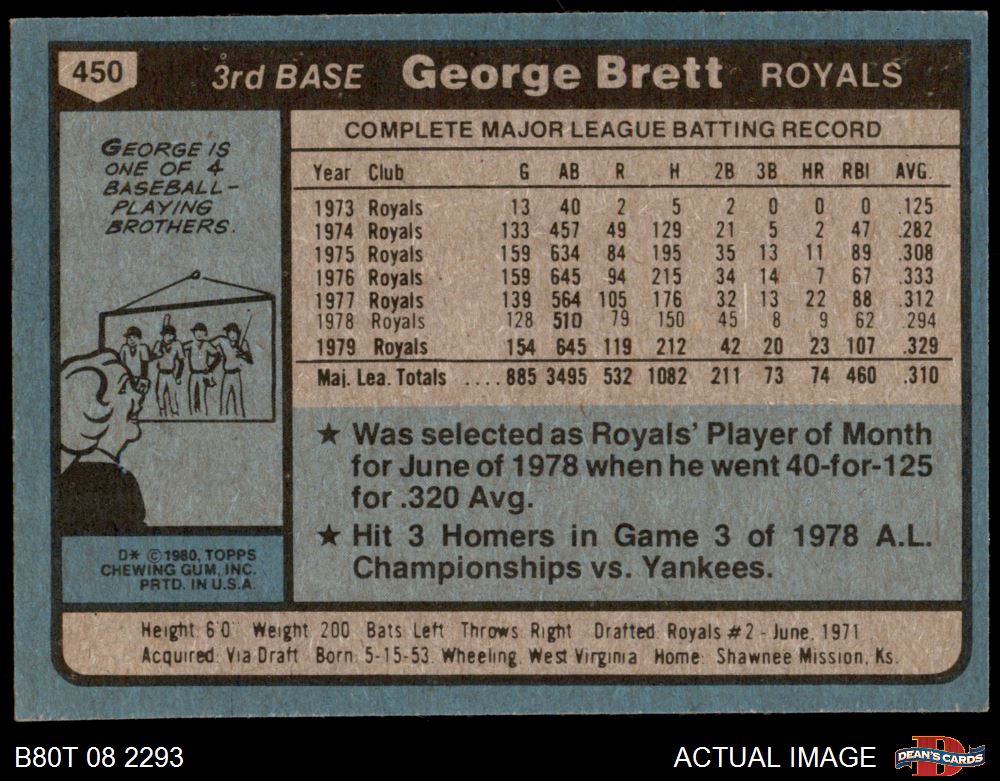 450 3rd BASE George Brett ROYALS
GEORGE IS
ONE OF 4
BASEBALL-
PLAYING
BROTHERS.
D* © 1980, TOPPS
CHEWING GUM, INC.
PRTD. IN U.S.A.
COMPLETE MAJOR LEAGUE BATTING RECORD
Year Club G AB R H 2B 3B HR RBI AVG.
1973 Royals 13 40 2 5 2 0 0 0 .125
1974 Royals 133 457 49 129 21 5 2 47 .282
1975 Royals 159 634 84 195 35 13 11 89 .308
1976 Royals 159 645 94 215 34 14 7 67 .333
1977 Royals 139 564 105 176 32 13 22 88 .312
1978 Royals 128 510 79 150 45 8 9 62 .294
1979 Royals 154 645 119 212 42 20 23 107 .329
Maj. Lea. Totals ....885 3495 532 1082 211 73 74 460 .310
★ Was selected as Royals' Player of Month
for June of 1978 when he went 40-for-125
for .320 Avg.
★ Hit 3 Homers in Game 3 of 1978 A.L.
Championships vs. Yankees.
Height: 6'0" Weight: 200 Bats: Left Throws: Right Drafted: Royals #2 - June, 1971
Acquired: Via Draft Born: 5-15-53, Wheeling, West Virginia Home: Shawnee Mission, Ks.
B80T 08 2293 ACTUAL IMAGE D DEAN'S CARDS